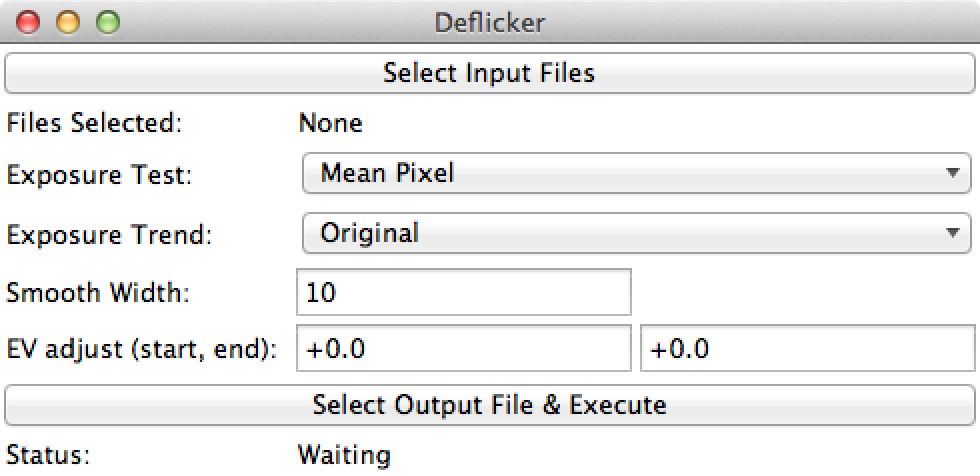 Deflicker
Select Input Files
Files Selected: None
Exposure Test: Mean Pixel
Exposure Trend: Original
Smooth Width: 10
EV adjust (start, end): +0.0 +0.0
Select Output File & Execute
Status: Waiting